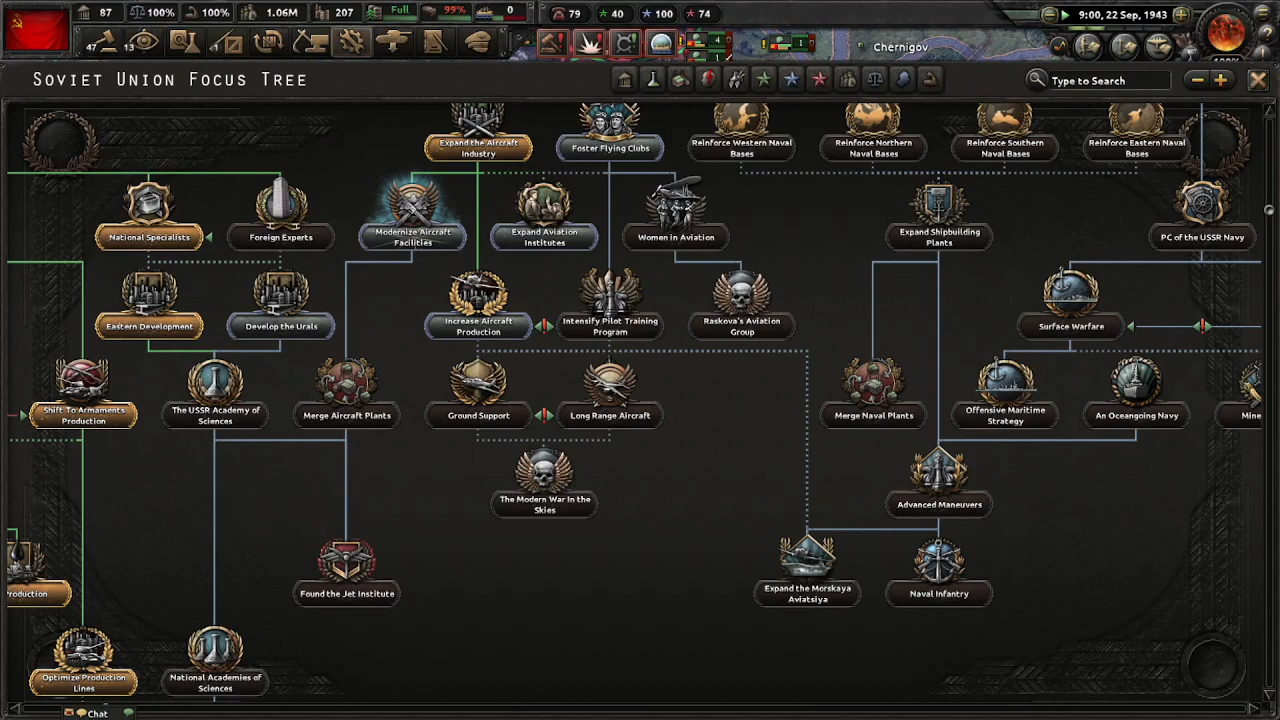 87 100% 100% 1.06M 207 Full 99% 0 79 40 100 74 9:00, 22 Sep, 1943
47 13 1 4 1 Chernigov 100%
Soviet Union Focus Tree Type to Search
Expand the Aircraft
Industry
Foster Flying Clubs
Reinforce Western Naval
Bases
Reinforce Northern
Naval Bases
Reinforce Southern
Naval Bases
Reinforce Eastern Naval
Bases
National Specialists
Foreign Experts
Modernize Aircraft
Facilities
Expand Aviation
Institutes
Women in Aviation
Expand Shipbuilding
Plants
PC of the USSR Navy
Eastern Development
Develop the Urals
Increase Aircraft
Production
Intensify Pilot Training
Program
Raskova's Aviation
Group
Surface Warfare
Shift To Armaments
Production
The USSR Academy of
Sciences
Merge Aircraft Plants
Ground Support
Long Range Aircraft
Merge Naval Plants
Offensive Maritime
Strategy
An Oceangoing Navy
Mine
The Modern War In the
Skies
Advanced Maneuvers
Production
Found the Jet Institute
Expand the Morskaya
Aviatsiya
Naval Infantry
Optimize Production
Lines
National Academies of
Sciences
Chat